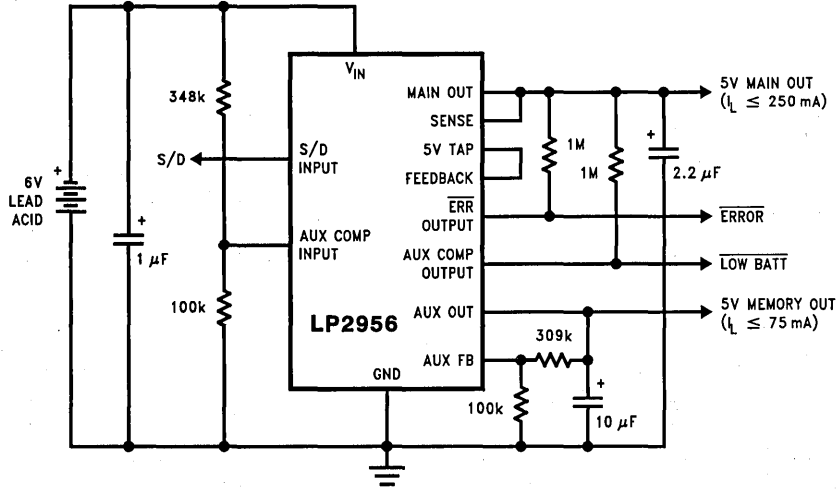 348k
S/D
6V
LEAD
ACID
+
+
1 μF
100k
V_IN
S/D
INPUT
AUX COMP
INPUT
LP2956
GND
MAIN OUT
SENSE
5V TAP
FEEDBACK
ERR
OUTPUT
AUX COMP
OUTPUT
AUX OUT
AUX FB
1M
1M
+
2.2 μF
309k
100k
+
10 μF
5V MAIN OUT
(I_L ≤ 250 mA)
ERROR
LOW BATT
5V MEMORY OUT
(I_L ≤ 75 mA)